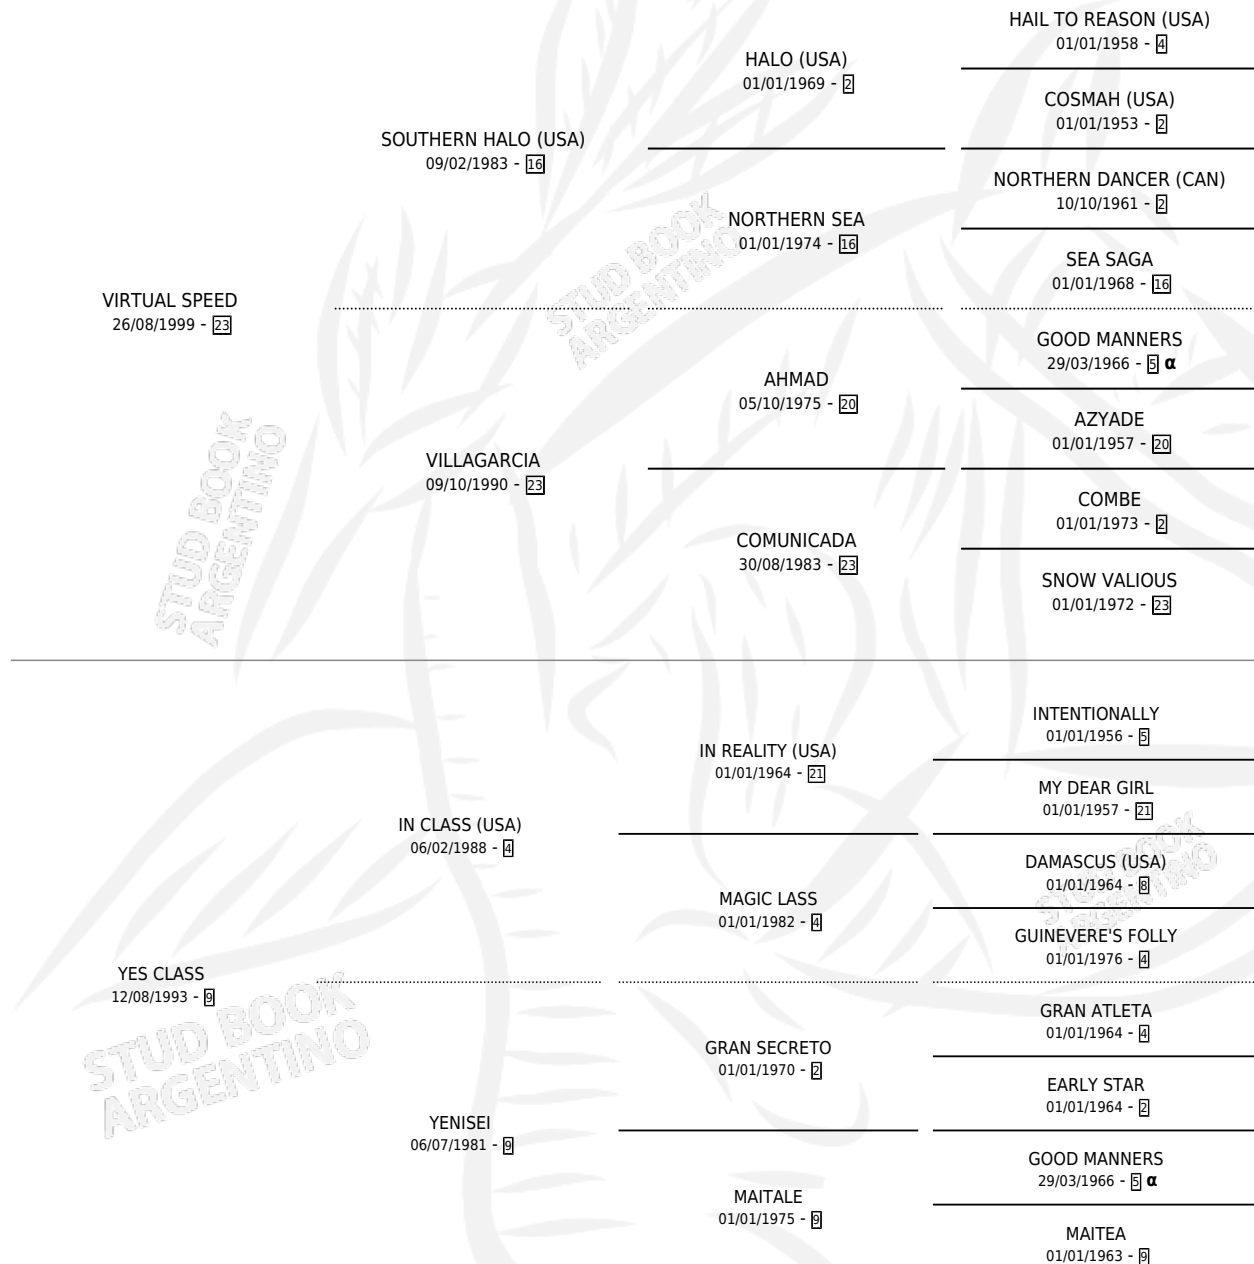 HAIL TO REASON (USA)
01/01/1958 - 4
HALO (USA)
01/01/1969 - 2
COSMAH (USA)
01/01/1953 - 2
SOUTHERN HALO (USA)
09/02/1983 - 16
NORTHERN DANCER (CAN)
10/10/1961 - 2
NORTHERN SEA
01/01/1974 - 16
SEA SAGA
01/01/1968 - 16
VIRTUAL SPEED
26/08/1999 - 23
STUD BOOK
ARGENTINO
GOOD MANNERS
29/03/1966 - 5 α
AHMAD
05/10/1975 - 20
AZYADE
01/01/1957 - 20
VILLAGARCIA
09/10/1990 - 23
COMBE
01/01/1973 - 2
COMUNICADA
30/08/1983 - 23
SNOW VALIOUS
01/01/1972 - 23
STUD BOOK
ARGENTINO
INTENTIONALLY
01/01/1956 - 5
IN REALITY (USA)
01/01/1964 - 21
MY DEAR GIRL
01/01/1957 - 21
IN CLASS (USA)
06/02/1988 - 4
DAMASCUS (USA)
01/01/1964 - 8
STUD BOOK
ARGENTINO
MAGIC LASS
01/01/1982 - 4
GUINEVERE'S FOLLY
01/01/1976 - 4
YES CLASS
12/08/1993 - 9
STUD BOOK
ARGENTINO
GRAN ATLETA
01/01/1964 - 4
GRAN SECRETO
01/01/1970 - 2
EARLY STAR
01/01/1964 - 2
YENISEI
06/07/1981 - 9
GOOD MANNERS
29/03/1966 - 5 α
MAITALE
01/01/1975 - 9
MAITEA
01/01/1963 - 9